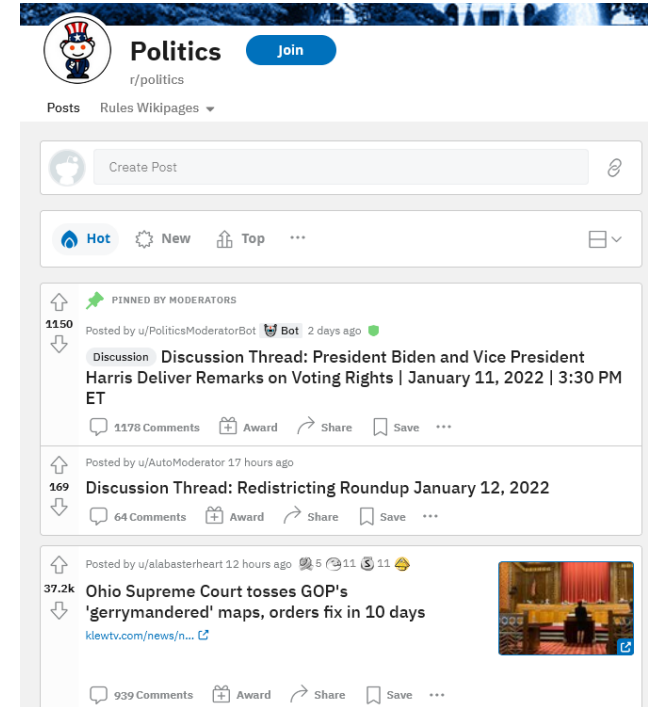 Politics
Join
r/politics
Posts Rules Wikipages
Create Post
Hot New Top ...
PINNED BY MODERATORS
1150
Posted by u/PoliticsModeratorBot Bot 2 days ago
Discussion Discussion Thread: President Biden and Vice President
Harris Deliver Remarks on Voting Rights | January 11, 2022 | 3:30 PM
ET
1178 Comments Award Share Save ...
Posted by u/AutoModerator 17 hours ago
169
Discussion Thread: Redistricting Roundup January 12, 2022
64 Comments Award Share Save ...
Posted by u/alabasterheart 12 hours ago 5 11 S 11
37.2k
Ohio Supreme Court tosses GOP's
'gerrymandered' maps, orders fix in 10 days
klewtv.com/news/n...
939 Comments Award Share Save ...